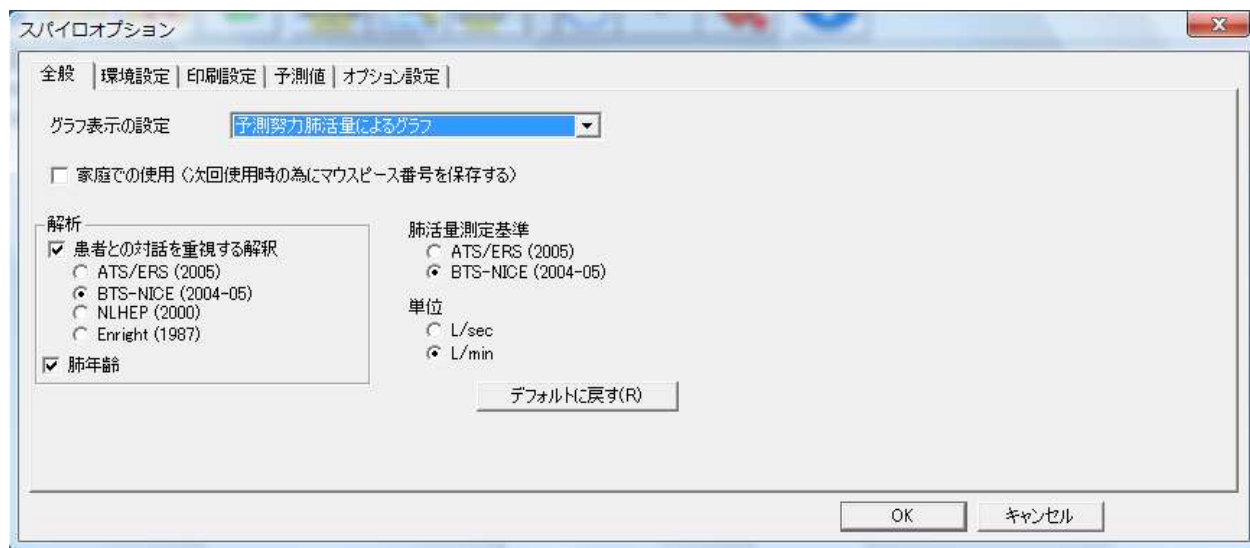 スパイロオプション
全般 環境設定 印刷設定 予測値 オプション設定
グラフ表示の設定 予測努力肺活量によるグラフ
家庭での使用（次回使用時の為にマウスピース番号を保存する）
解析
患者との対話を重視する解釈
ATS/ERS (2005)
BTS-NICE (2004-05)
NLHEP (2000)
Enright (1987)
肺年齢
肺活量測定基準
ATS/ERS (2005)
BTS-NICE (2004-05)
単位
L/sec
L/min
デフォルトに戻す(R)
OK キャンセル